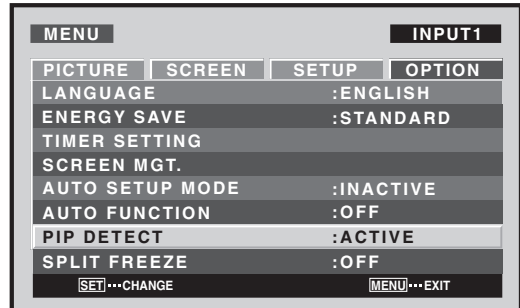 MENU INPUT1
PICTURE SCREEN SETUP OPTION
LANGUAGE :ENGLISH
ENERGY SAVE :STANDARD
TIMER SETTING
SCREEN MGT.
AUTO SETUP MODE :INACTIVE
AUTO FUNCTION :OFF
PIP DETECT :ACTIVE
SPLIT FREEZE :OFF
SET•••CHANGE MENU•••EXIT